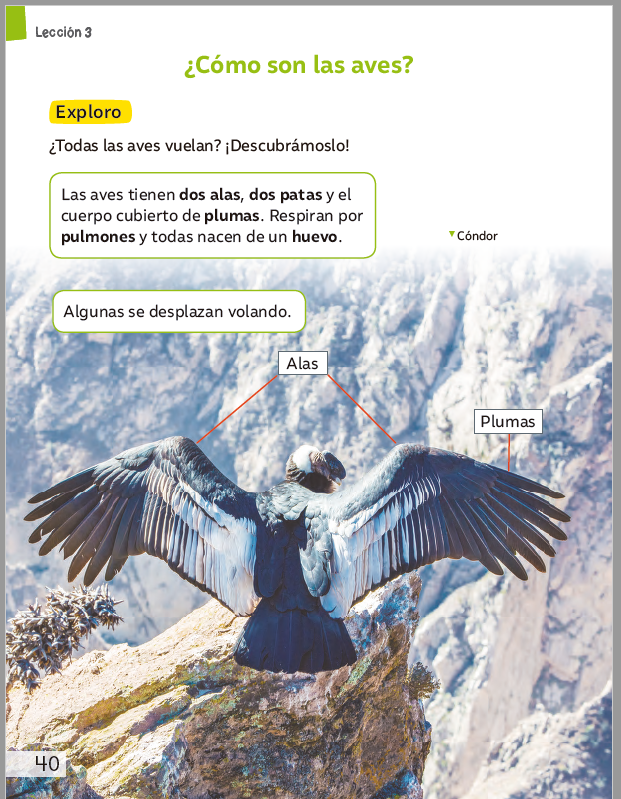 Lección 3
¿Cómo son las aves?
Exploro
¿Todas las aves vuelan? ¡Descubrámoslo!
Las aves tienen dos alas, dos patas y el
cuerpo cubierto de plumas. Respiran por
pulmones y todas nacen de un huevo.
Cóndor
Algunas se desplazan volando.
Alas
Plumas
40